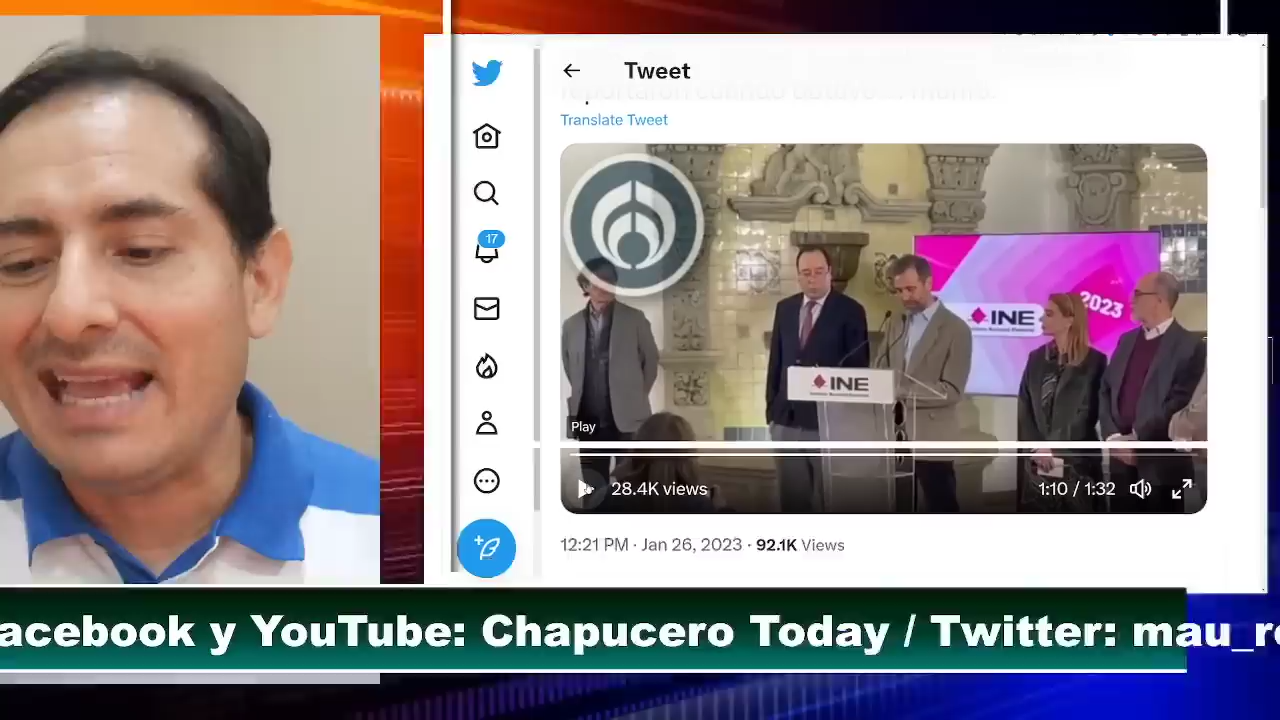 Tweet
Translate Tweet
17
2023
INE
INE
Play
28.4K views
1:10 / 1:32
12:21 PM · Jan 26, 2023 · 92.1K Views
acebook y YouTube: Chapucero Today / Twitter: mau_r